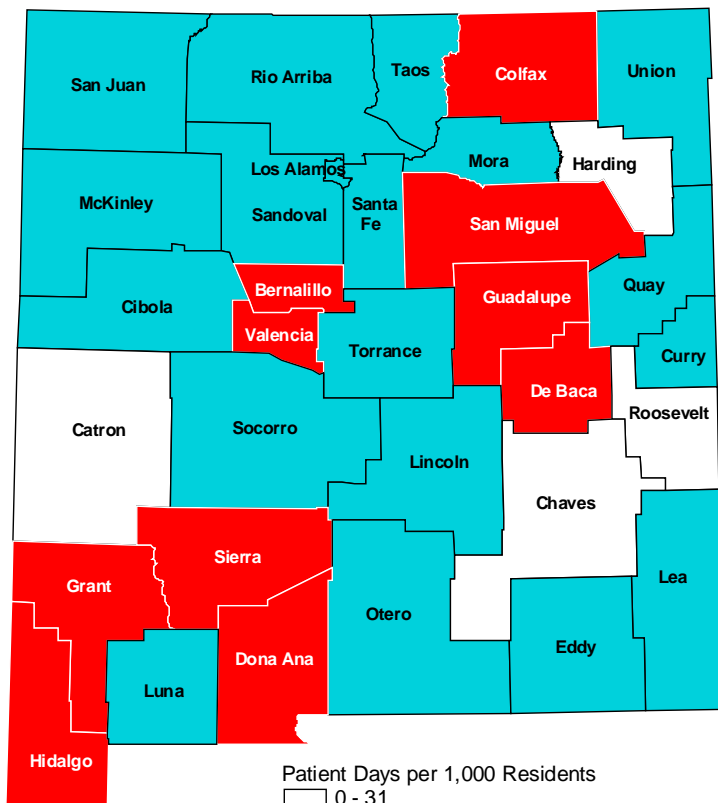 Taos
Colfax
Union
San Juan
Rio Arriba
Mora
Harding
Los Alamos
McKinley
Sandoval
Santa
Fe
San Miguel
Bernalillo
Guadalupe
Quay
Cibola
Valencia
Torrance
Curry
De Baca
Roosevelt
Catron
Socorro
Lincoln
Chaves
Sierra
Grant
Lea
Otero
Dona Ana
Eddy
Luna
Hidalgo
Patient Days per 1,000 Residents
0 - 31